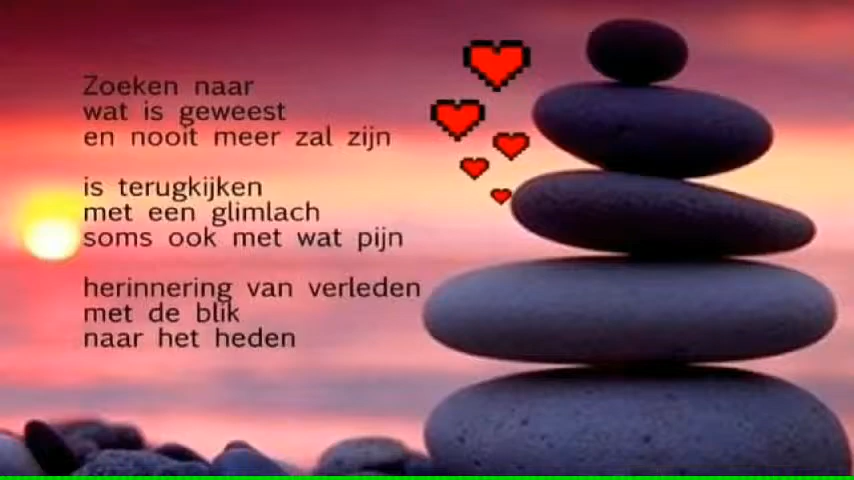 Zoeken naar
wat is geweest
en nooit meer zal zijn
is terugkijken
met een glimlach
soms ook met wat pijn
herinnering van verleden
met de blik
naar het heden